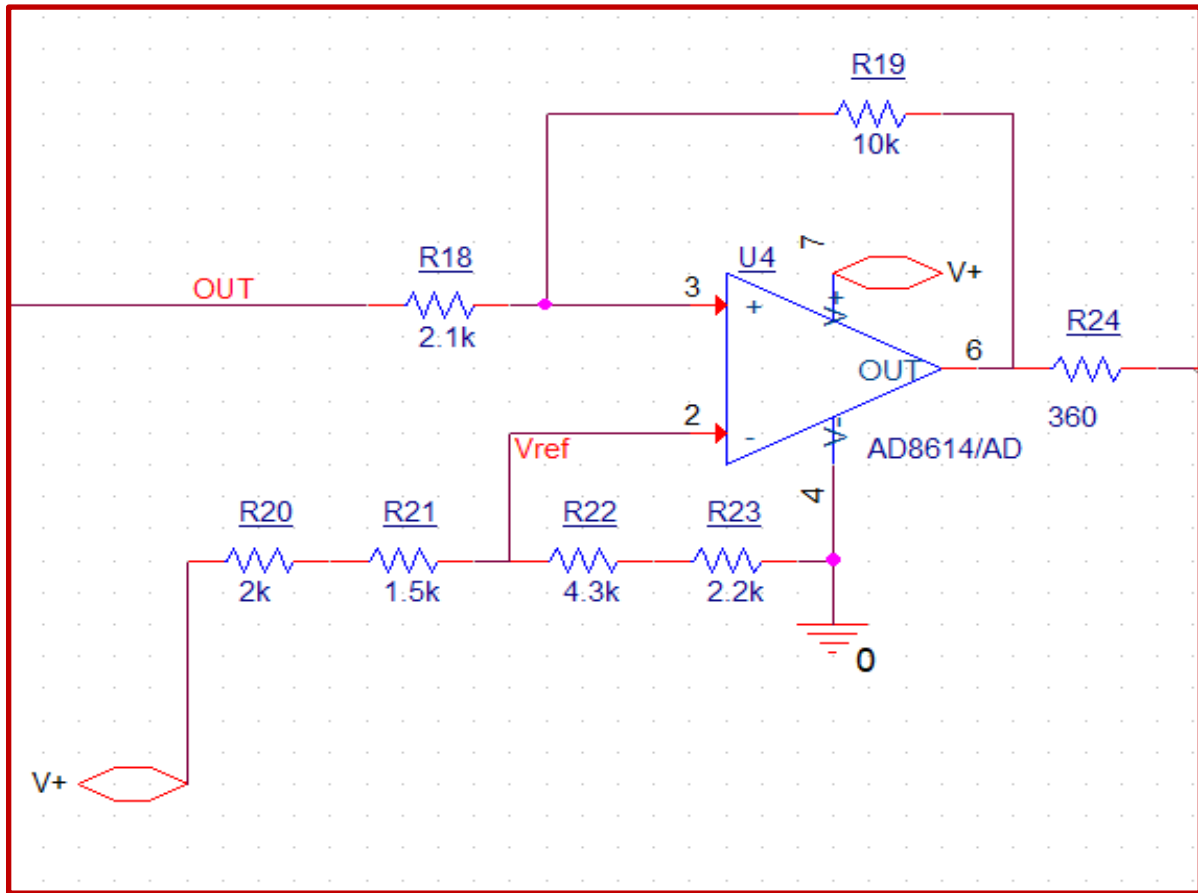 R19
10k
R18
OUT
2.1k
U4
7
V+
V+
3
+
R24
6
OUT
360
2
-
V-
Vref
AD8614/AD
4
R20
R21
R22
R23
2k
1.5k
4.3k
2.2k
0
V+